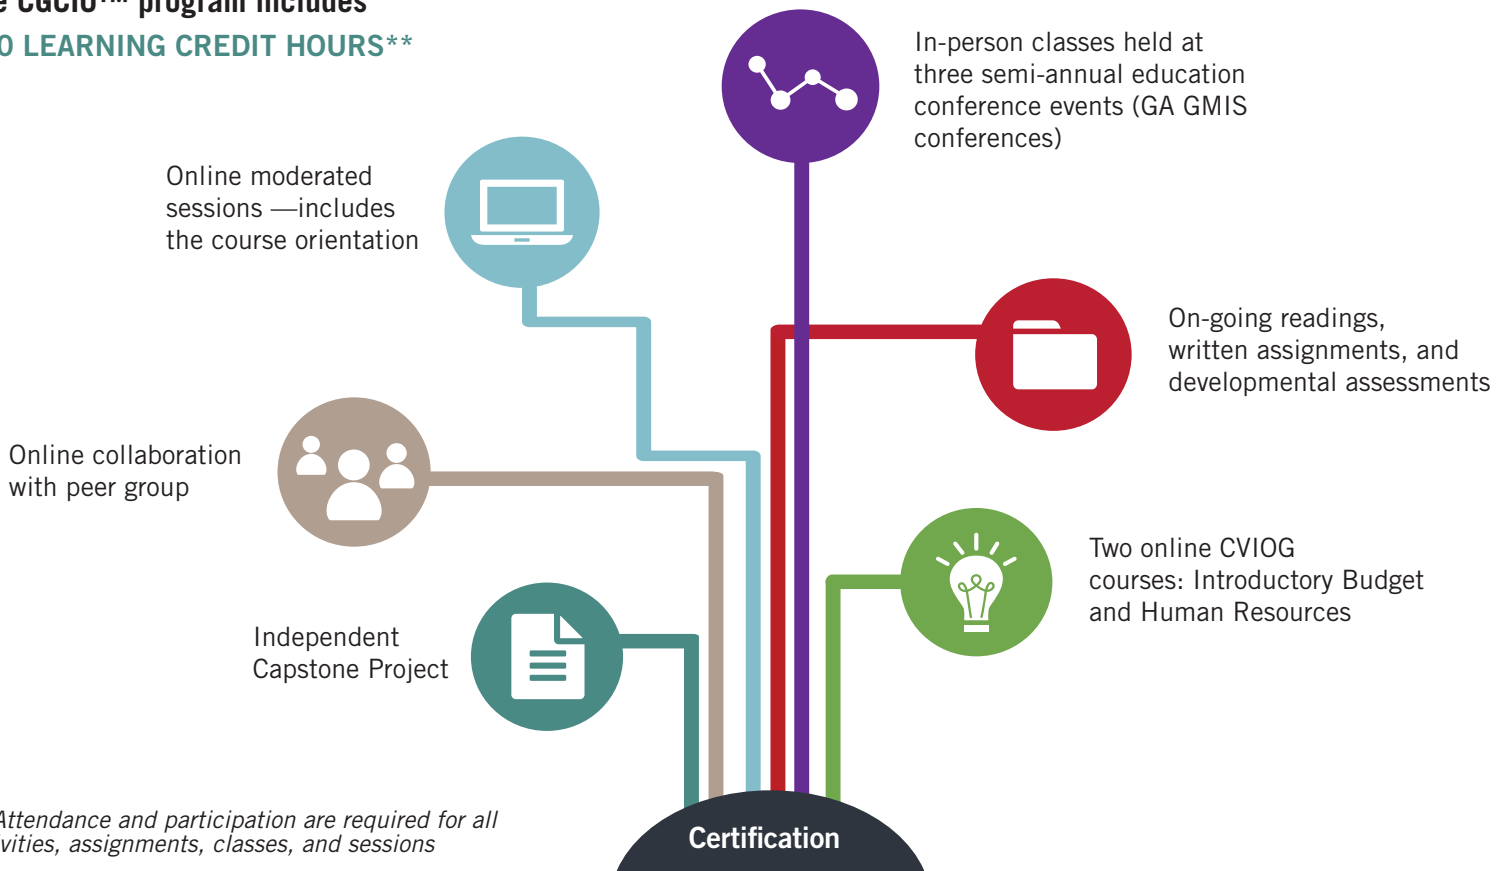 CGCIO™ program includes
LEARNING CREDIT HOURS**
In-person classes held at
three semi-annual education
conference events (GA GMIS
conferences)
Online moderated
sessions —includes
the course orientation
On-going readings,
written assignments, and
developmental assessments
Online collaboration
with peer group
Two online CVIOG
courses: Introductory Budget
and Human Resources
Independent
Capstone Project
Attendance and participation are required for all
assignments, classes, and sessions
Certification